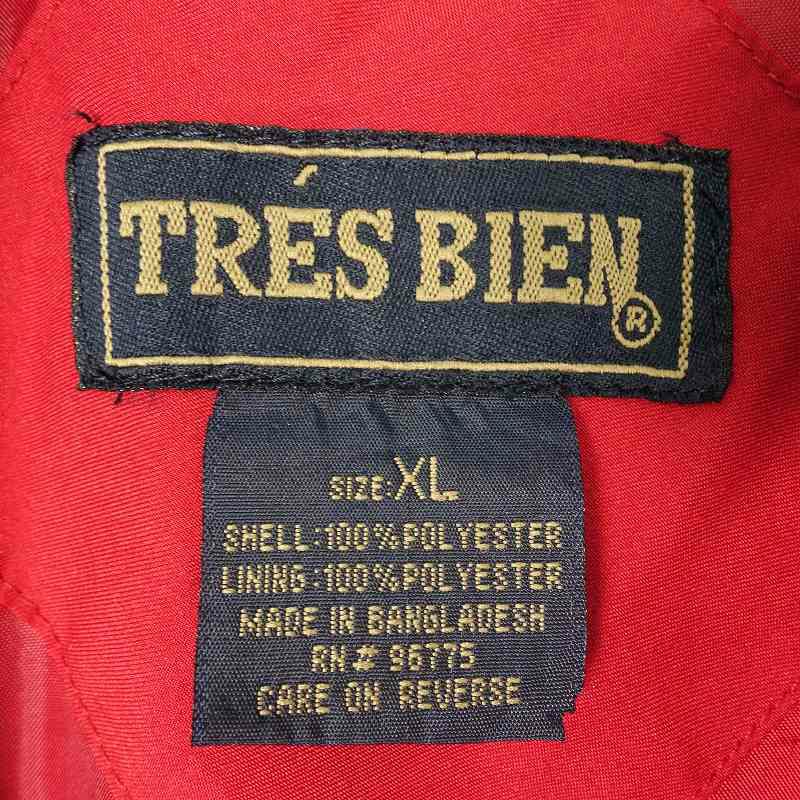 TRÉS BIEN ®
SIZE: XL
SHELL: 100% POLYESTER
LINING: 100% POLYESTER
MADE IN BANGLADESH
RN # 96775
CARE ON REVERSE